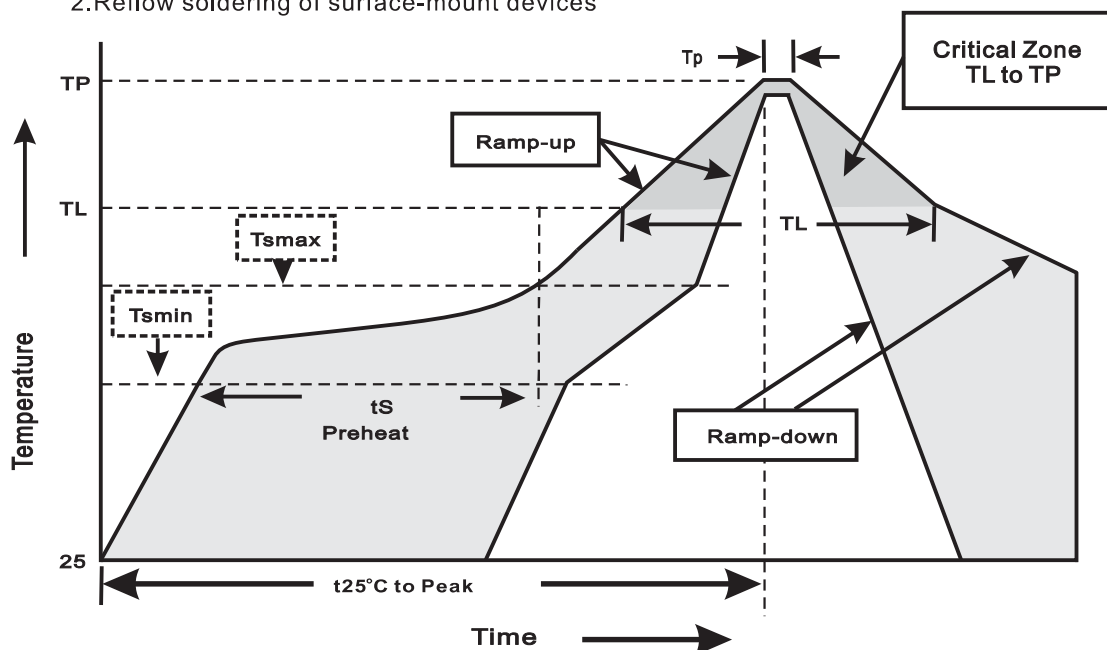 2.Reflow soldering of surface-mount devices
Tp
Critical Zone
TL to TP
TP
Ramp-up
TL
Tsmax
TL
Tsmin
tS
Preheat
Ramp-down
Temperature
25
t25°C to Peak
Time